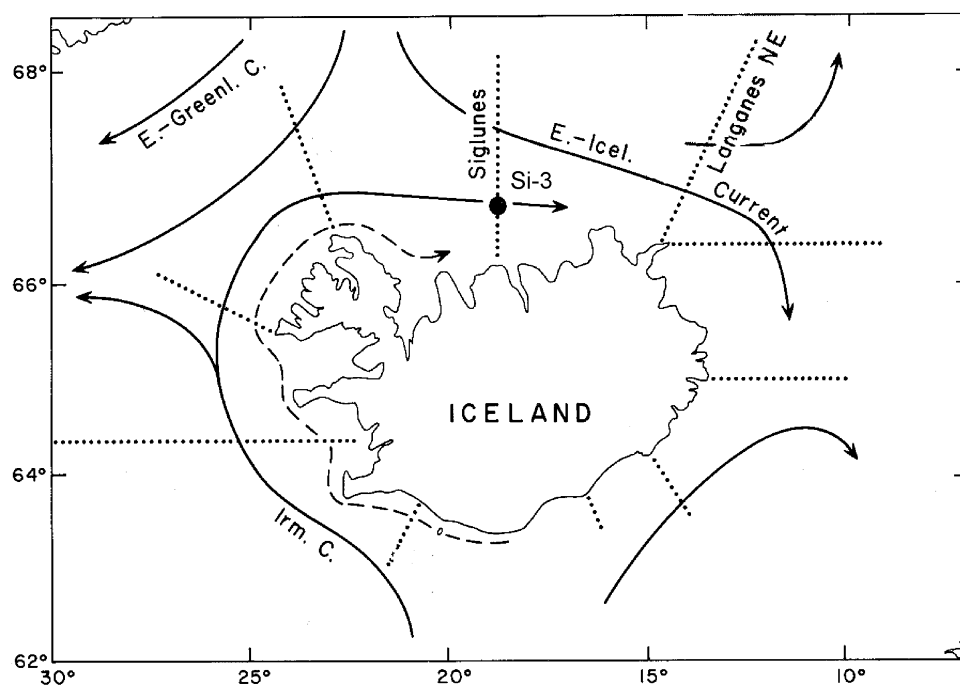 68°
66°
64°
62°
30°
25°
20°
15°
10°
E.-Greenl. C.
Siglunes
Si-3
E.-Icel.
Current
Langanes NE
ICELAND
Irm. C.